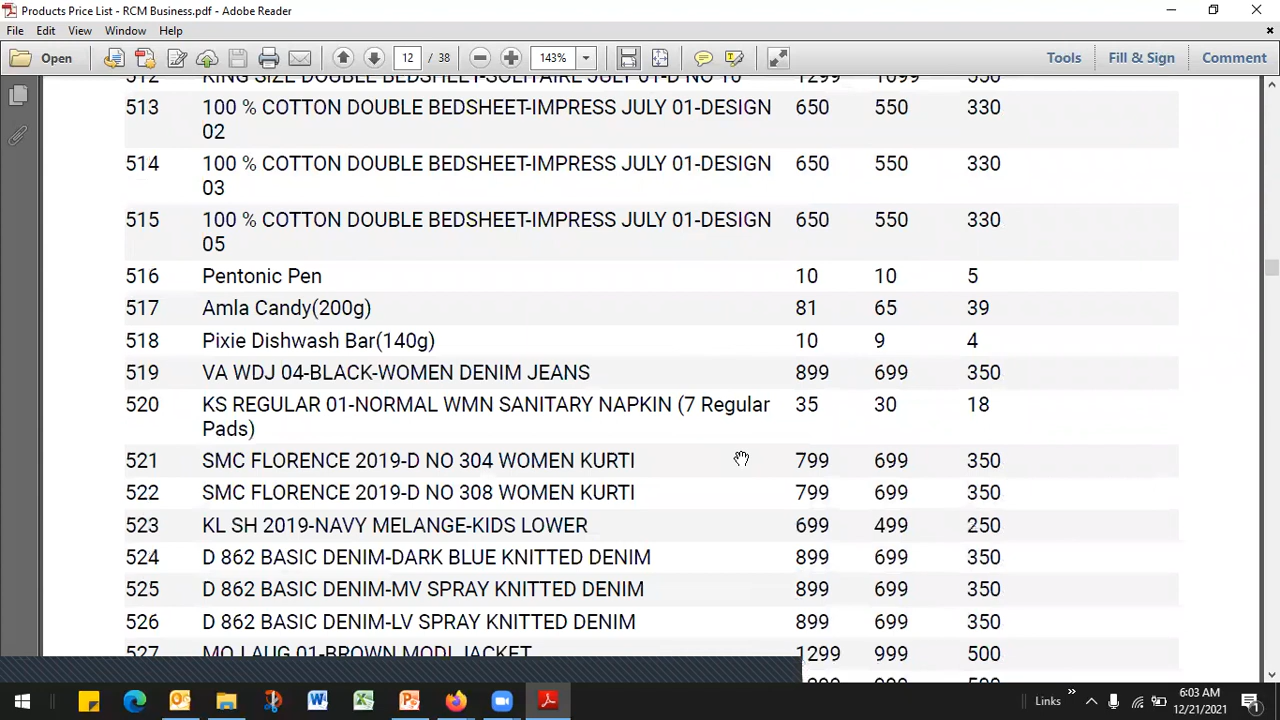 Products Price List - RCM Business.pdf - Adobe Reader
File Edit View Window Help
Open 12 / 38 143% Tools Fill & Sign Comment
512 KING SIZE DOUBLE BEDSHEET-SOLITAIRE JULY 01-D NO 10 1299 1099 550
513 100 % COTTON DOUBLE BEDSHEET-IMPRESS JULY 01-DESIGN 650 550 330
02
514 100 % COTTON DOUBLE BEDSHEET-IMPRESS JULY 01-DESIGN 650 550 330
03
515 100 % COTTON DOUBLE BEDSHEET-IMPRESS JULY 01-DESIGN 650 550 330
05
516 Pentonic Pen 10 10 5
517 Amla Candy(200g) 81 65 39
518 Pixie Dishwash Bar(140g) 10 9 4
519 VA WDJ 04-BLACK-WOMEN DENIM JEANS 899 699 350
520 KS REGULAR 01-NORMAL WMN SANITARY NAPKIN (7 Regular 35 30 18
Pads)
521 SMC FLORENCE 2019-D NO 304 WOMEN KURTI 799 699 350
522 SMC FLORENCE 2019-D NO 308 WOMEN KURTI 799 699 350
523 KL SH 2019-NAVY MELANGE-KIDS LOWER 699 499 250
524 D 862 BASIC DENIM-DARK BLUE KNITTED DENIM 899 699 350
525 D 862 BASIC DENIM-MV SPRAY KNITTED DENIM 899 699 350
526 D 862 BASIC DENIM-LV SPRAY KNITTED DENIM 899 699 350
527 MOJ AUG 01-BROWN MODI JACKET 1299 999 500
Links 6:03 AM
12/21/2021